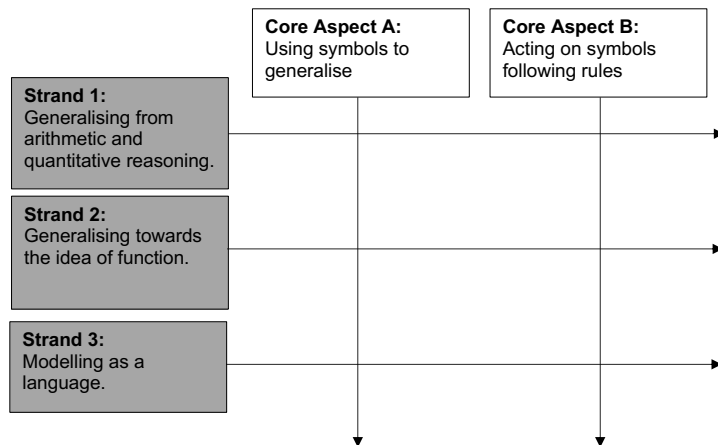 Core Aspect A:
Using symbols to
generalise
Core Aspect B:
Acting on symbols
following rules
Strand 1:
Generalising from
arithmetic and
quantitative reasoning.
Strand 2:
Generalising towards
the idea of function.
Strand 3:
Modelling as a
language.